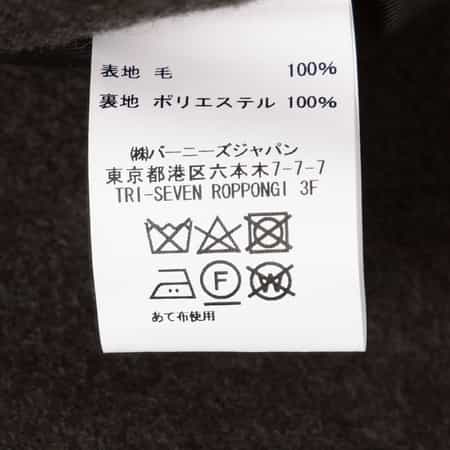 表地 毛 100%
裏地 ポリエステル 100%
㈱バーニーズジャパン
東京都港区六本木7-7-7
TRI-SEVEN ROPPONGI 3F
F W
あて布使用